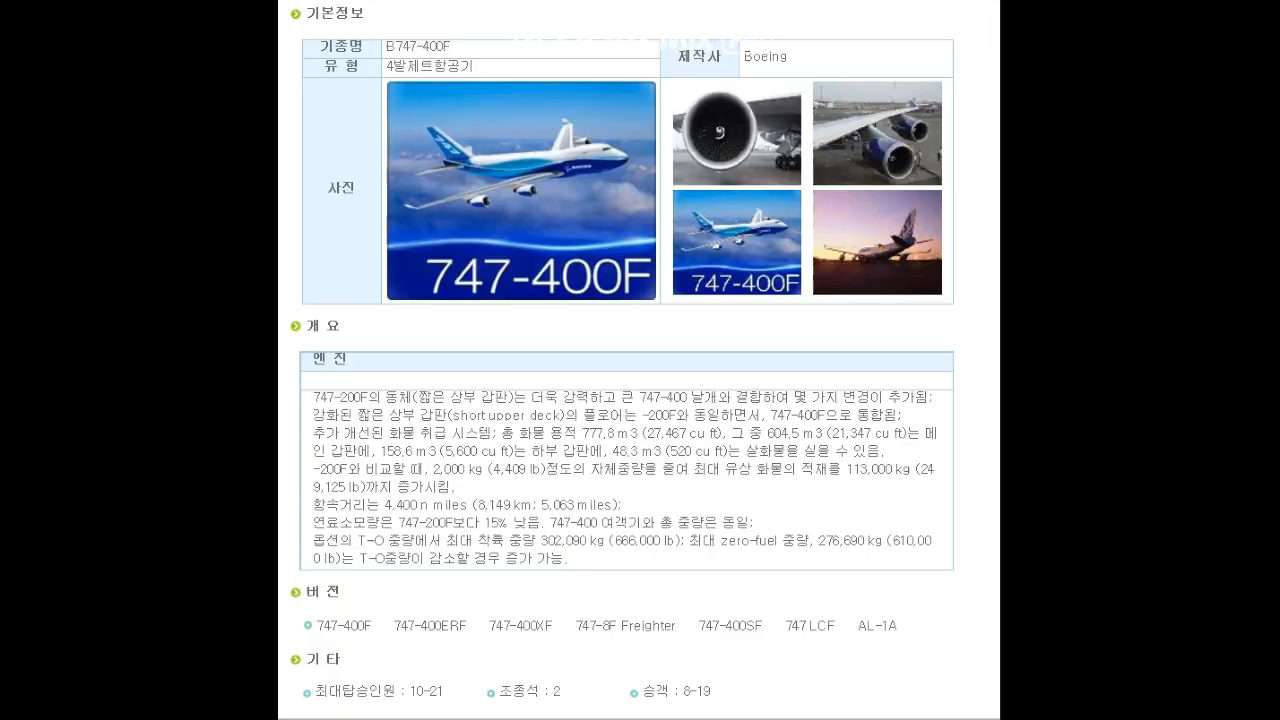 기본정보
기종명 B747-400F
제작사 Boeing
유 형 4발제트항공기
사진
747-400F
747-400F
개 요
엔 진
747-200F의 동체(짧은 상부 갑판)는 더욱 강력하고 큰 747-400 날개와 결합하여 몇 가지 변경이 추가됨;
강화된 짧은 상부 갑판(short upper deck)의 플로어는 -200F와 동일하면서, 747-400F으로 통합됨;
추가 개선된 화물 취급 시스템; 총 화물 용적 777.8 m3 (27,467 cu ft), 그 중 604.5 m3 (21,347 cu ft)는 메
인 갑판에, 158.6 m3 (5,600 cu ft)는 하부 갑판에, 48.3 m3 (520 cu ft)는 살화물을 실을 수 있음.
-200F와 비교할 때, 2,000 kg (4,409 lb)정도의 자체중량을 줄여 최대 유상 화물의 적재를 113,000 kg (24
9,125 lb)까지 증가시킴.
항속거리는 4,400 n miles (8,149 km; 5,063 miles);
연료소모량은 747-200F보다 15% 낮음. 747-400 여객기와 총 중량은 동일;
옵션의 T-O 중량에서 최대 착륙 중량 302,090 kg (666,000 lb); 최대 zero-fuel 중량, 276,690 kg (610,00
0 lb)는 T-O중량이 감소할 경우 증가 가능.
버 젼
747-400F 747-400ERF 747-400XF 747-8F Freighter 747-400SF 747 LCF AL-1A
기 타
최대탑승인원 : 10-21 조종석 : 2 승객 : 8-19